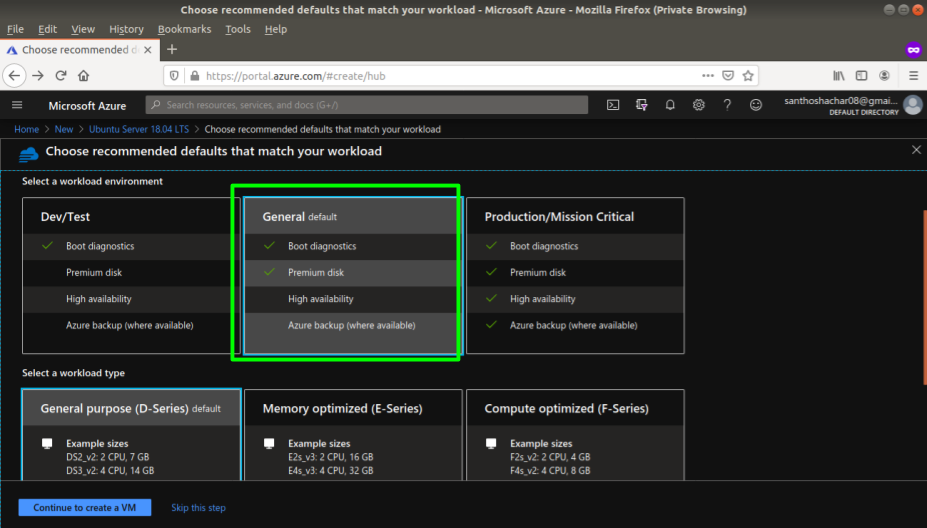 Choose recommended defaults that match your workload - Microsoft Azure - Mozilla Firefox (Private Browsing)
File Edit View History Bookmarks Tools Help
Choose recommended d
https://portal.azure.com/#create/hub
Microsoft Azure
Search resources, services, and docs (G+/)
santhoshachar08@gmai...
DEFAULT DIRECTORY
Home > New > Ubuntu Server 18.04 LTS > Choose recommended defaults that match your workload
Choose recommended defaults that match your workload
Select a workload environment
Dev/Test
Boot diagnostics
Premium disk
High availability
Azure backup (where available)
General default
Boot diagnostics
Premium disk
High availability
Azure backup (where available)
Production/Mission Critical
Boot diagnostics
Premium disk
High availability
Azure backup (where available)
Select a workload type
General purpose (D-Series) default
Example sizes
DS2_v2: 2 CPU, 7 GB
DS3_v2: 4 CPU, 14 GB
Memory optimized (E-Series)
Example sizes
E2s_v3: 2 CPU, 16 GB
E4s_v3: 4 CPU, 32 GB
Compute optimized (F-Series)
Example sizes
F2s_v2: 2 CPU, 4 GB
F4s_v2: 4 CPU, 8 GB
Continue to create a VM
Skip this step